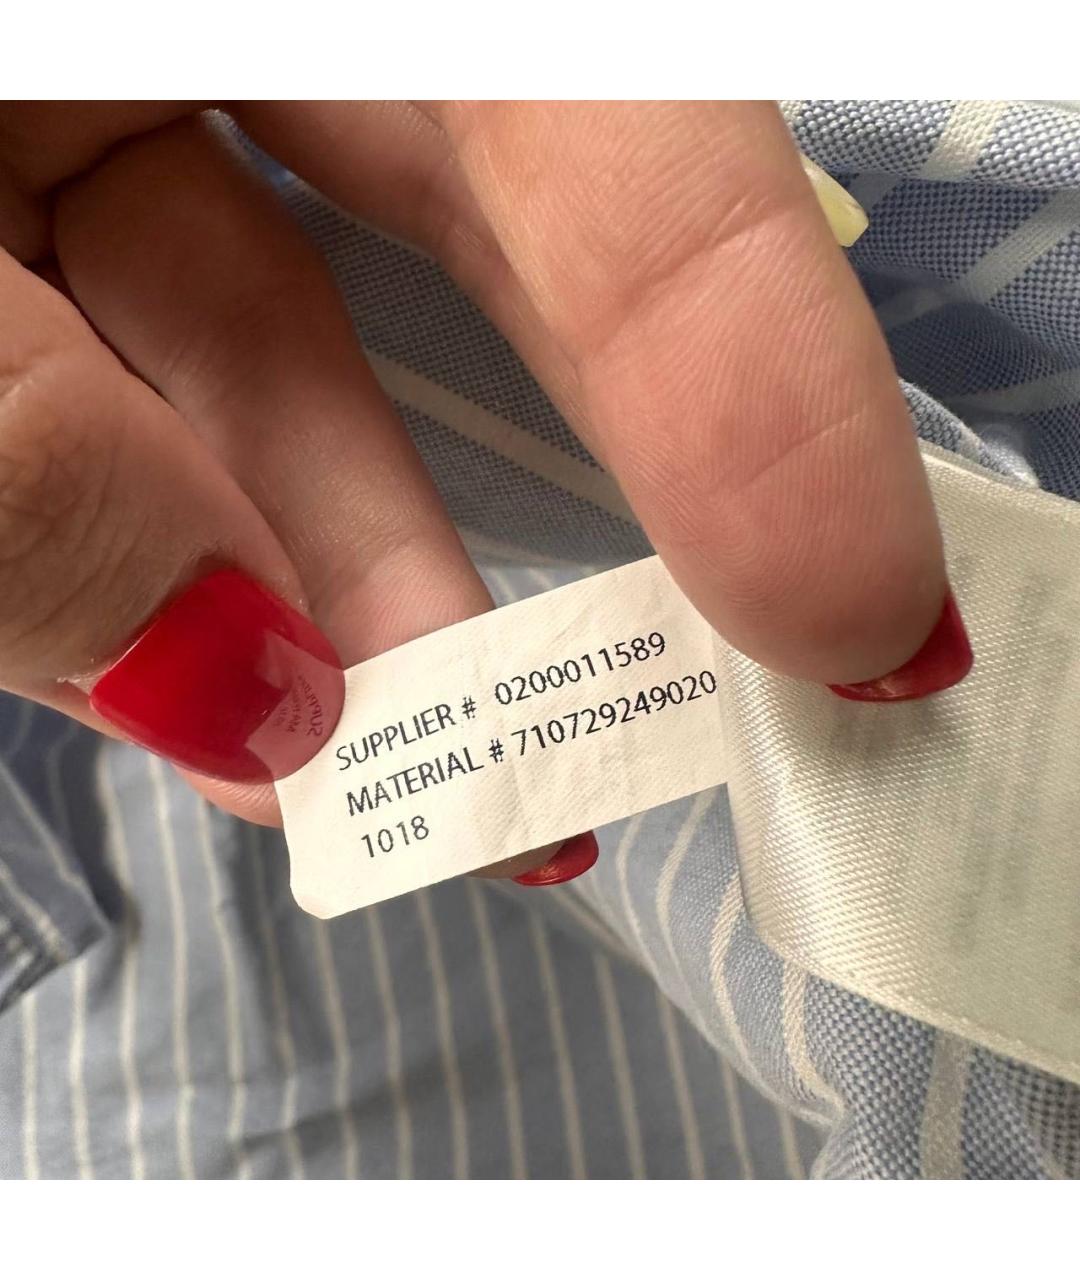 SUPPLIER # 0200011589
MATERIAL # 710729249020
1018